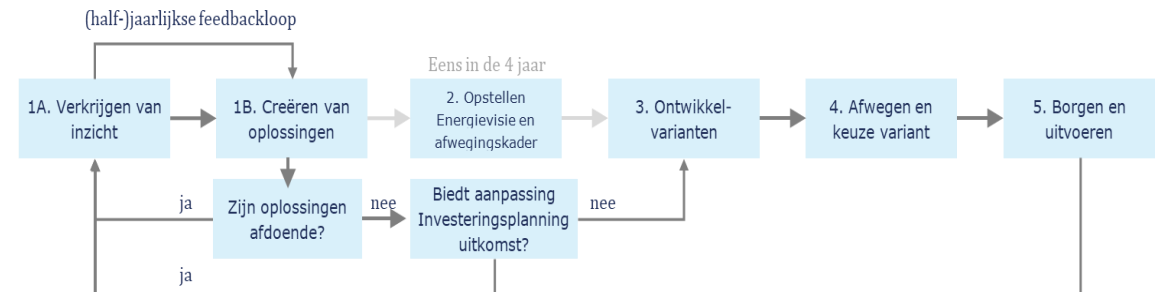 (half-)jaarlijkse feedbackloop
Eens in de 4 jaar
1A. Verkrijgen van
inzicht
1B. Creëren van
oplossingen
2. Opstellen
Energievisie en
afwegingskader
3. Ontwikkel-
varianten
4. Afwegen en
keuze variant
5. Borgen en
uitvoeren
ja
Zijn oplossingen
afdoende?
nee
Biedt aanpassing
Investeringsplanning
uitkomst?
nee
ja